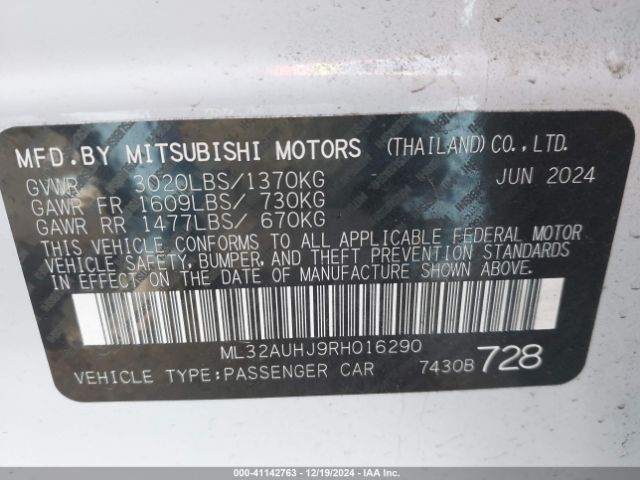 MFD.BY MITSUBISHI MOTORS (THAILAND)CO.,LTD.
GVWR 3020LBS/1370KG JUN 2024
GAWR FR 1609LBS/ 730KG
GAWR RR 1477LBS/ 670KG
THIS VEHICLE CONFORMS TO ALL APPLICABLE FEDERAL MOTOR
VEHICLE SAFETY, BUMPER, AND THEFT PREVENTION STANDARDS
IN EFFECT ON THE DATE OF MANUFACTURE SHOWN ABOVE.
ML32AUHJ9RH016290
VEHICLE TYPE:PASSENGER CAR 7430B 728
000-41142763 | 12/19/2024 - IAAI.COM